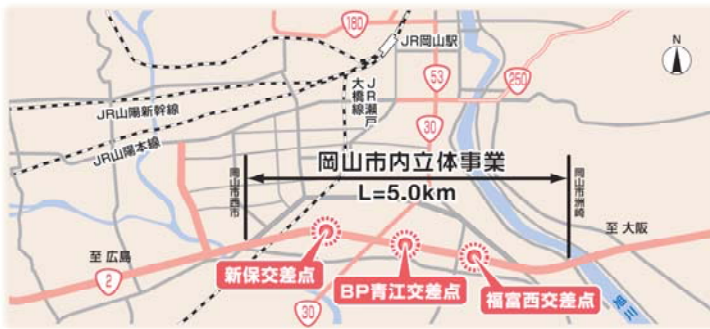 180
JR岡山駅
N
53
250
JR瀬戸
大橋線
JR山陽新幹線
30
JR山陽本線
岡山市内立体事業
L=5.0km
岡山市西市
岡山市洲崎
至 大阪
至 広島
2
新保交差点
BP青江交差点
福富西交差点
30
旭川